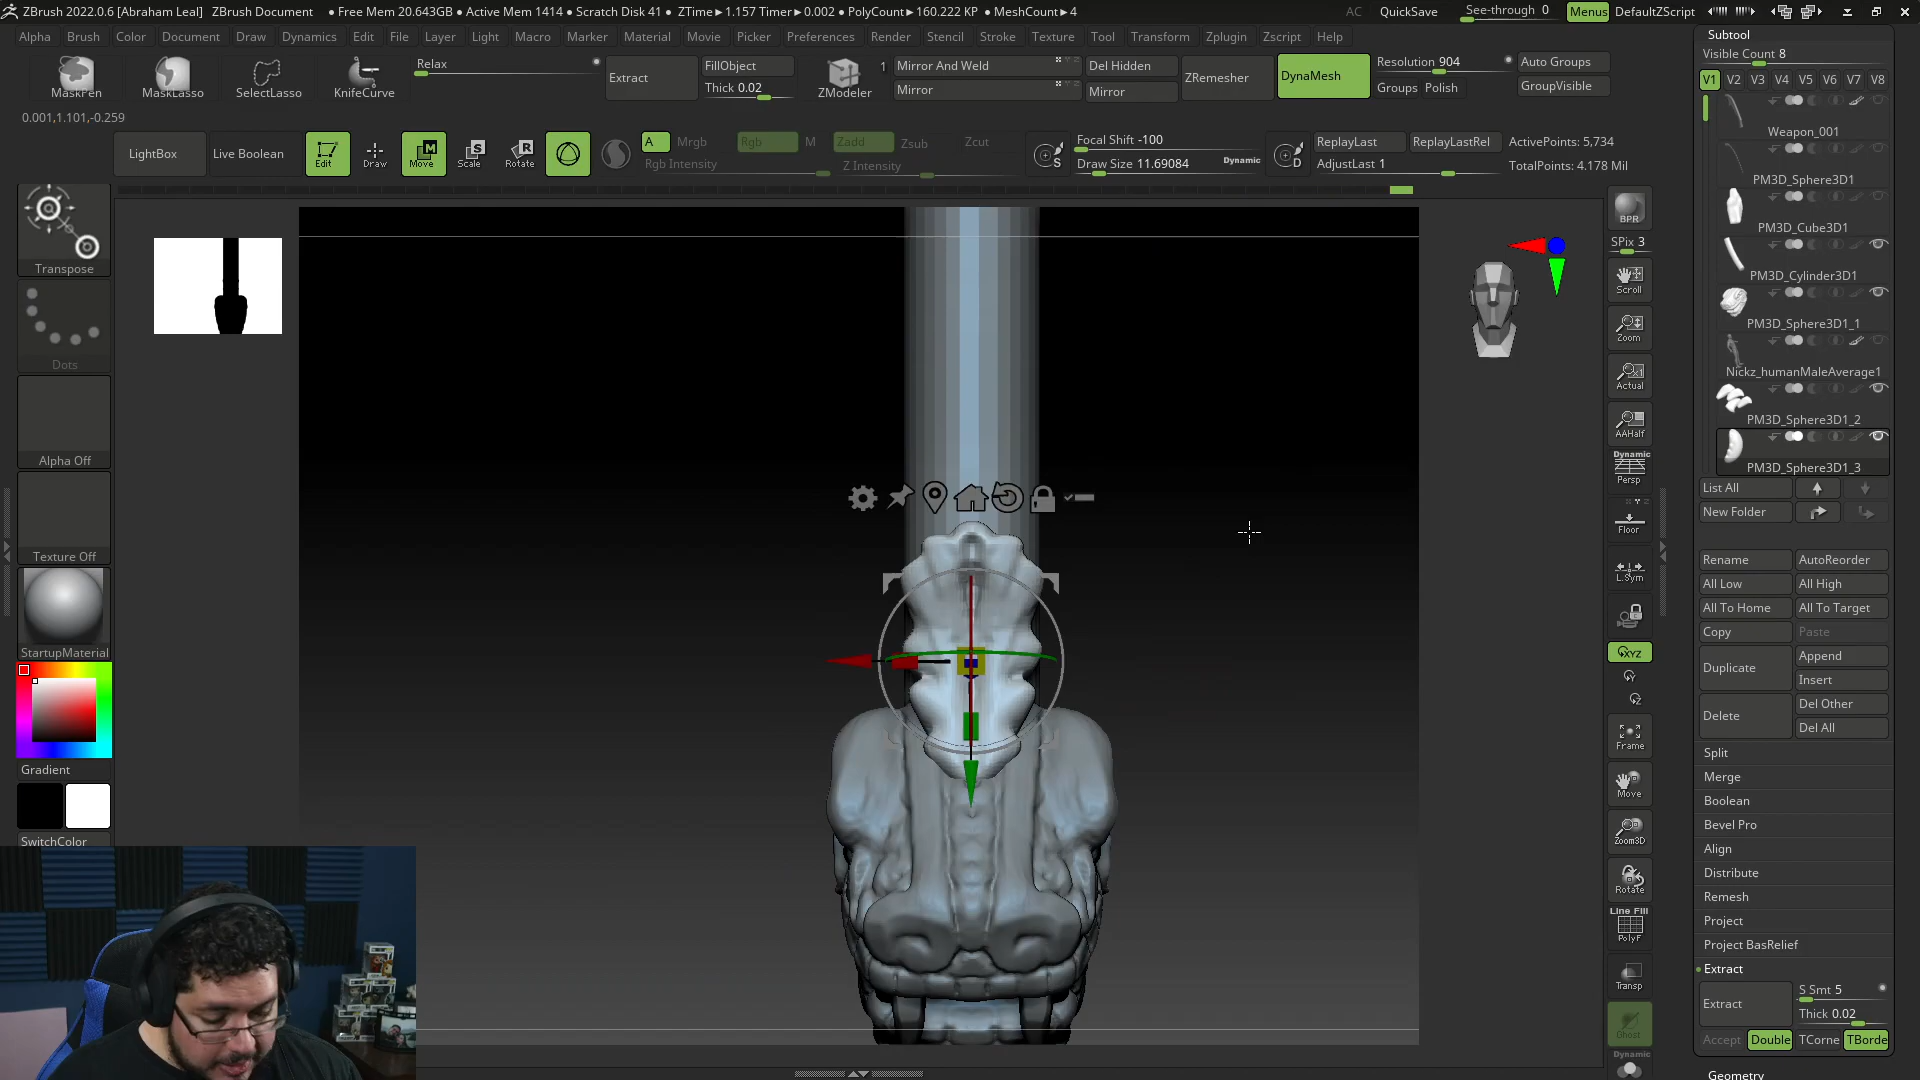 ZBrush 2022.0.6 [Abraham Leal] ZBrush Document • Free Mem 20.643GB • Active Mem 1414 • Scratch Disk 41 • ZTime►1.157 Timer►0.002 • PolyCount►160.222 KP • MeshCount►4
AC QuickSave See-through 0 Menus DefaultZScript
Alpha Brush Color Document Draw Dynamics Edit File Layer Light Macro Marker Material Movie Picker Preferences Render Stencil Stroke Texture Tool Transform Zplugin Zscript Help
MaskPen MaskLasso SelectLasso KnifeCurve
Relax
Extract
FillObject
Thick 0.02
ZModeler
1
Mirror And Weld
Mirror
Del Hidden
Mirror
ZRemesher
DynaMesh
Resolution 904
Groups Polish
Auto Groups
GroupVisible
0.001,1.101,-0.259
LightBox
Live Boolean
Edit
Draw
Move
Scale
Rotate
A Mrgb
Rgb M
Rgb Intensity
Zadd Zsub Zcut
Z Intensity
S
Focal Shift -100
Draw Size 11.69084 Dynamic
D
ReplayLast ReplayLastRel
AdjustLast 1
ActivePoints: 5,734
TotalPoints: 4.178 Mil
Transpose
Dots
Alpha Off
Texture Off
StartupMaterial
Gradient
SwitchColor
BPR
SPix 3
Scroll
Zoom
Actual
AAHalf
Dynamic
Persp
Floor
L.Sym
XYZ
Frame
Move
Zoom3D
Rotate
Line Fill
PolyF
Transp
Ghost
Dynamic
Subtool
Visible Count 8
V1 V2 V3 V4 V5 V6 V7 V8
Weapon_001
PM3D_Sphere3D1
PM3D_Cube3D1
PM3D_Cylinder3D1
PM3D_Sphere3D1_1
Nickz_humanMaleAverage1
PM3D_Sphere3D1_2
PM3D_Sphere3D1_3
List All
New Folder
Rename AutoReorder
All Low All High
All To Home All To Target
Copy Paste
Duplicate Append
Insert
Delete Del Other
Del All
Split
Merge
Boolean
Bevel Pro
Align
Distribute
Remesh
Project
Project BasRelief
Extract
Extract S Smt 5
Thick 0.02
Accept Double TCorne TBorde
Geometry